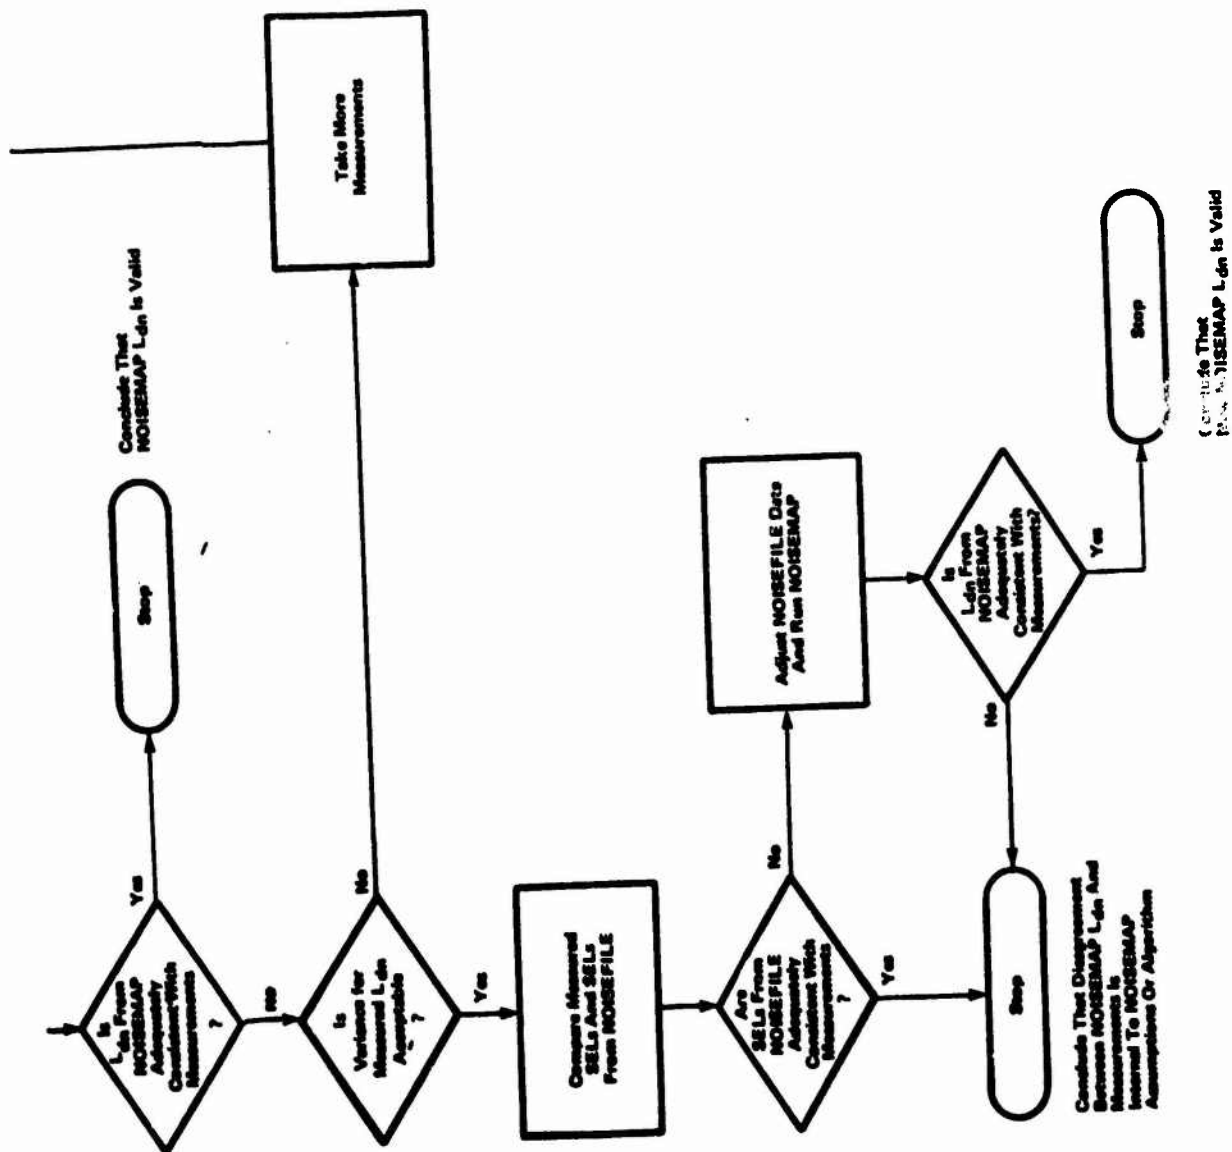 Is
Ldn From
NOISEMAP
Adequately
Consistent With
Measurements
?
Yes
Stop
Conclude That
NOISEMAP Ldn Is Valid
No
Is
Variance for
Measured Ldn
?
No
Take More
Measurements
Yes
Compare Measured
SELs And SELs
From NOISEFILE
Are
SELs From
NOISEFILE
Adequately
Consistent With
Measurements
?
No
Adjust NOISEFILE Data
And Run NOISEMAP
Yes
Is
Ldn From
NOISEMAP
Adequately
Consistent With
Measurements?
No
Yes
Stop
Conclude That Disagreement
Between NOISEMAP Ldn And
Measurements Is
Internal To NOISEMAP
Assumptions Or Algorithm
Stop
That
NOISEMAP Ldn Is Valid